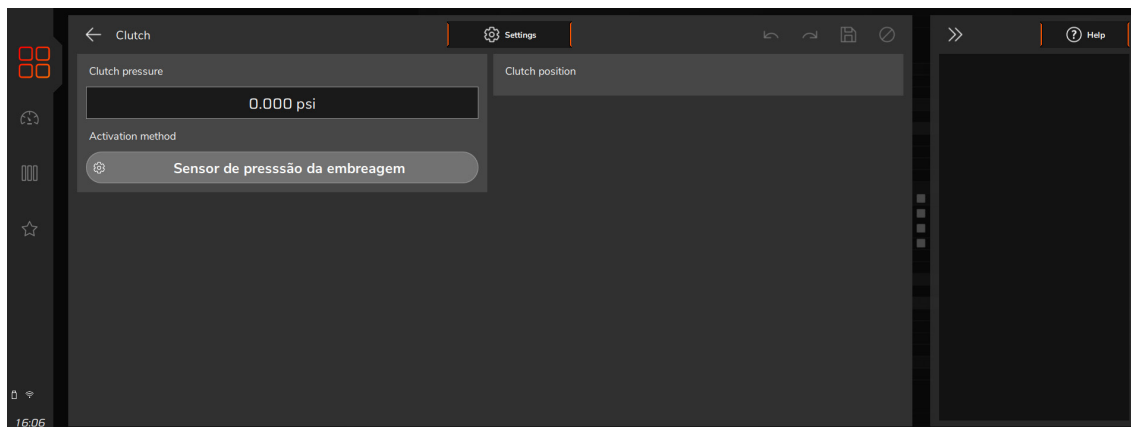 Clutch
Settings
Help
Clutch pressure
0.000 psi
Activation method
Sensor de presssão da embreagem
Clutch position
16:06